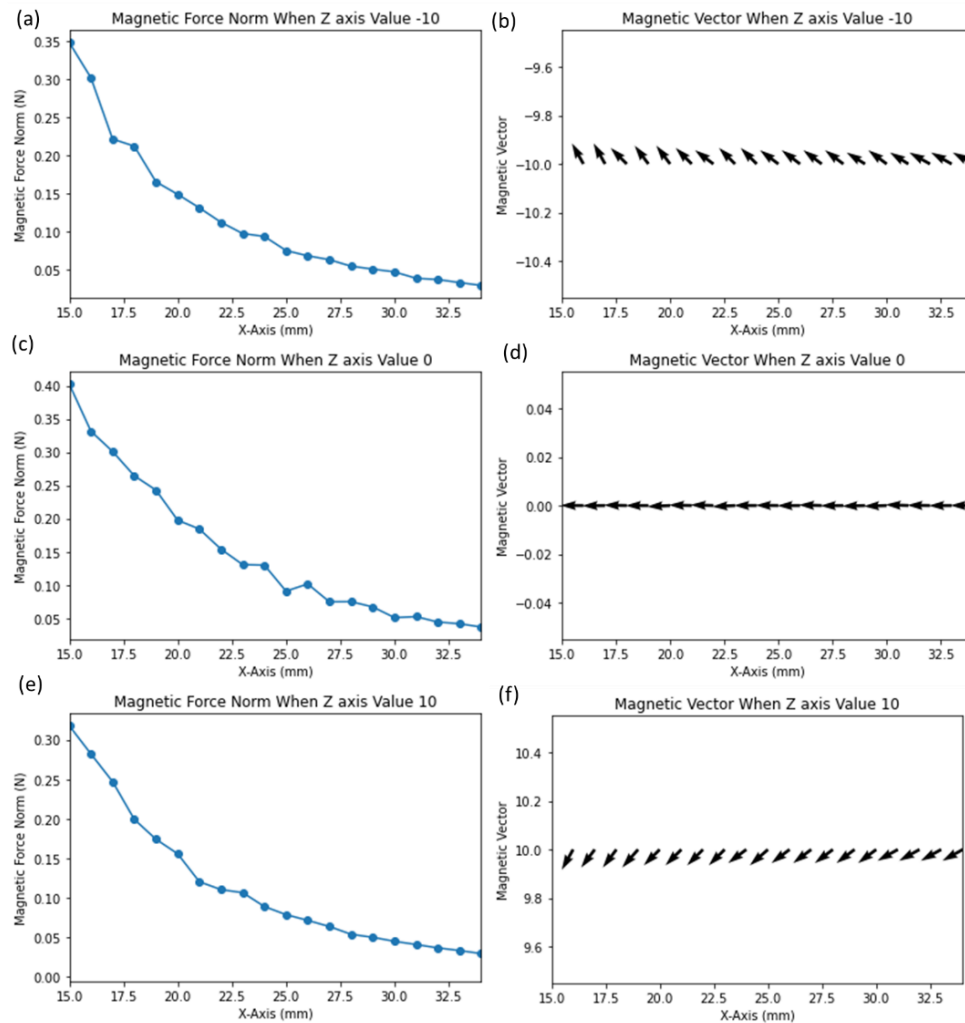 (a)
Magnetic Force Norm When Z axis Value -10
Magnetic Force Norm (N)
0.35
0.30
0.25
0.20
0.15
0.10
0.05
15.0 17.5 20.0 22.5 25.0 27.5 30.0 32.5
X-Axis (mm)
(b)
Magnetic Vector When Z axis Value -10
Magnetic Vector
−9.6
−9.8
−10.0
−10.2
−10.4
15.0 17.5 20.0 22.5 25.0 27.5 30.0 32.5
X-Axis (mm)
(c)
Magnetic Force Norm When Z axis Value 0
Magnetic Force Norm (N)
0.40
0.35
0.30
0.25
0.20
0.15
0.10
0.05
15.0 17.5 20.0 22.5 25.0 27.5 30.0 32.5
X-Axis (mm)
(d)
Magnetic Vector When Z axis Value 0
Magnetic Vector
0.04
0.02
0.00
−0.02
−0.04
15.0 17.5 20.0 22.5 25.0 27.5 30.0 32.5
X-Axis (mm)
(e)
Magnetic Force Norm When Z axis Value 10
Magnetic Force Norm (N)
0.30
0.25
0.20
0.15
0.10
0.05
0.00
15.0 17.5 20.0 22.5 25.0 27.5 30.0 32.5
X-Axis (mm)
(f)
Magnetic Vector When Z axis Value 10
Magnetic Vector
10.4
10.2
10.0
9.8
9.6
15.0 17.5 20.0 22.5 25.0 27.5 30.0 32.5
X-Axis (mm)